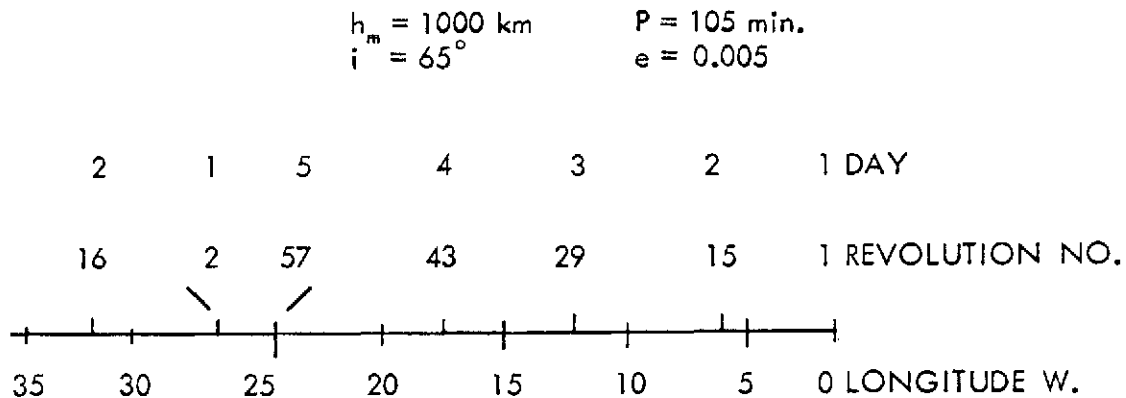 hm = 1000 km P = 105 min.
i = 65° e = 0.005
2 1 5 4 3 2 1 DAY
16 2 57 43 29 15 1 REVOLUTION NO.
35 30 25 20 15 10 5 0 LONGITUDE W.